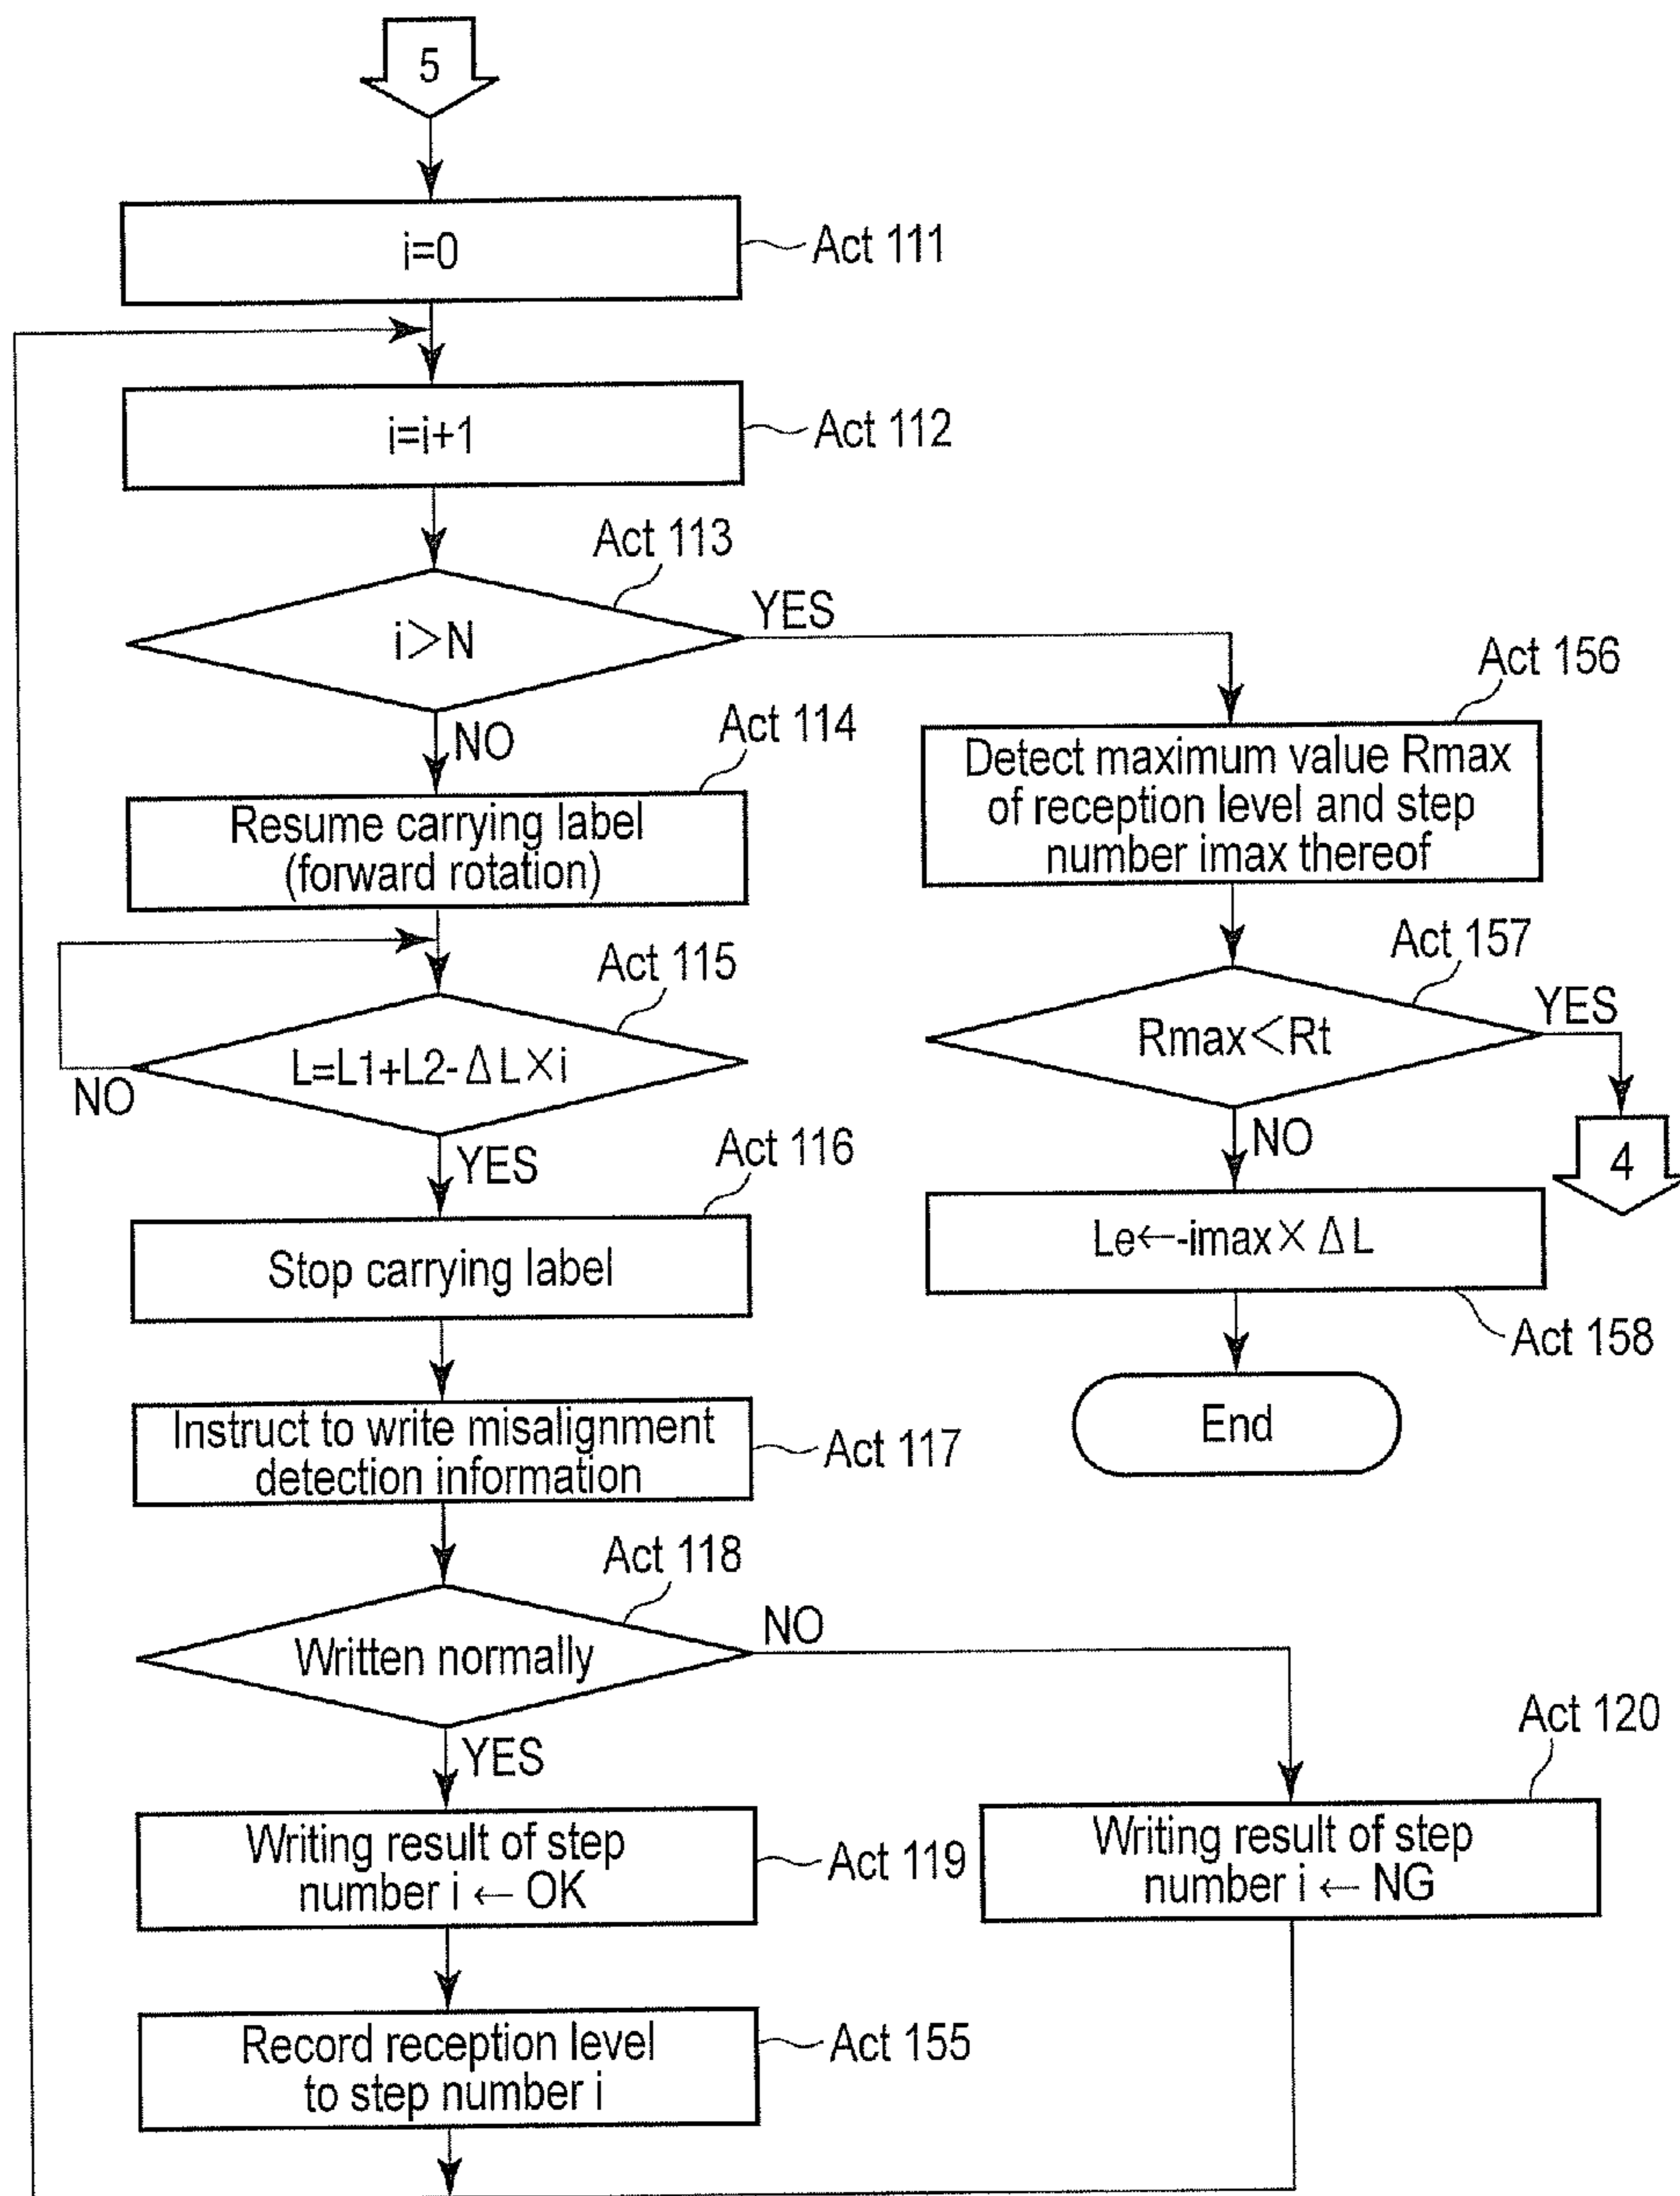 5
i=0
Act 111
i=i+1
Act 112
Act 113
i>N
YES
NO
Act 114
Resume carrying label
(forward rotation)
Act 115
L=L1+L2-ΔL×i
NO
YES
Act 116
Stop carrying label
Instruct to write misalignment
detection information
Act 117
Act 118
Written normally
NO
YES
Writing result of step
number i ← OK
Act 119
Act 120
Writing result of step
number i ← NG
Record reception level
to step number i
Act 155
Act 156
Detect maximum value Rmax
of reception level and step
number imax thereof
Act 157
Rmax<Rt
YES
4
NO
Le←-imax×ΔL
Act 158
End